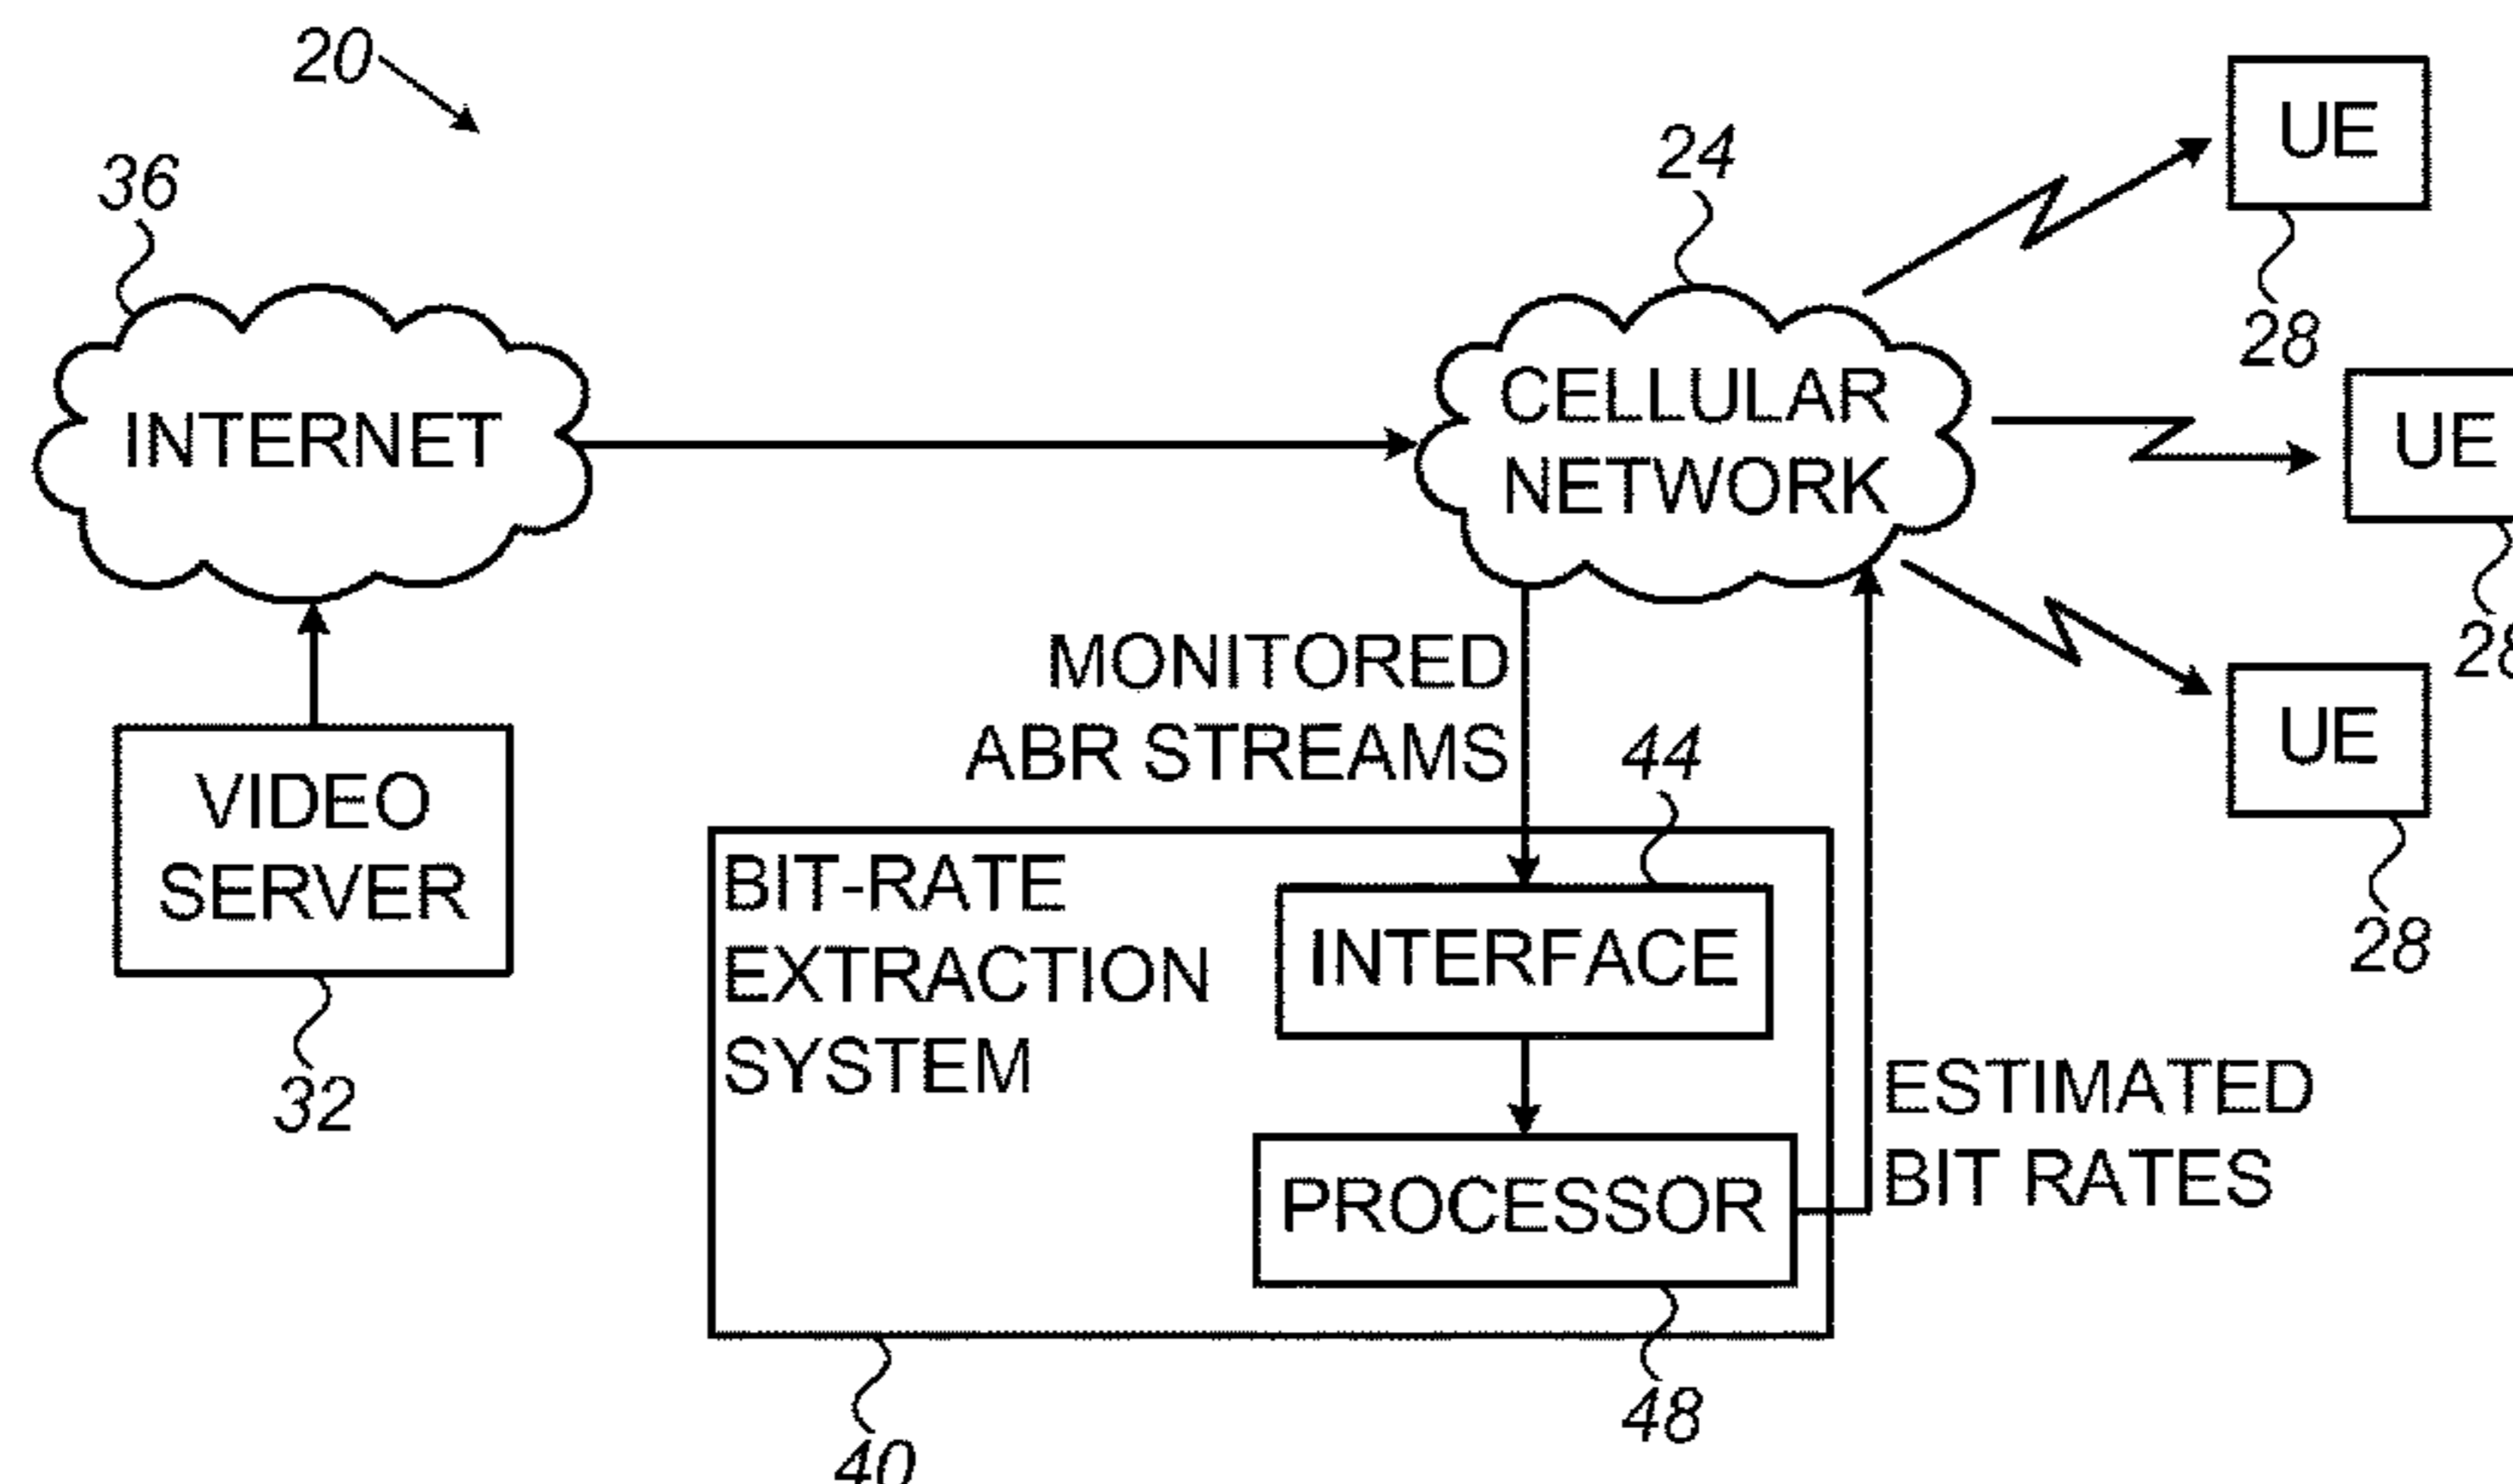 20
36
24
UE
28
INTERNET
CELLULAR
NETWORK
UE
28
MONITORED
ABR STREAMS
44
UE
28
VIDEO
SERVER
32
BIT-RATE
EXTRACTION
SYSTEM
INTERFACE
PROCESSOR
ESTIMATED
BIT RATES
48
40